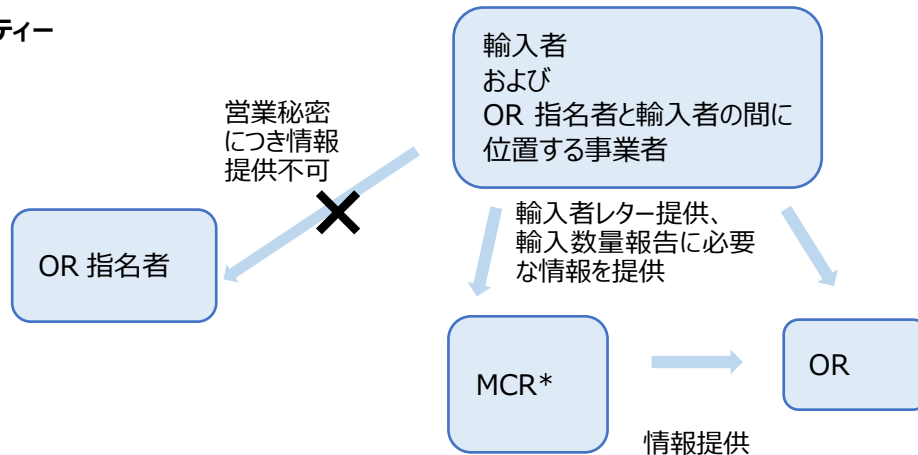 ティー
輸入者
および
OR 指名者と輸入者の間に
位置する事業者
営業秘密
につき情報
提供不可
OR 指名者
輸入者レター提供、
輸入数量報告に必要
な情報を提供
MCR*
OR
情報提供